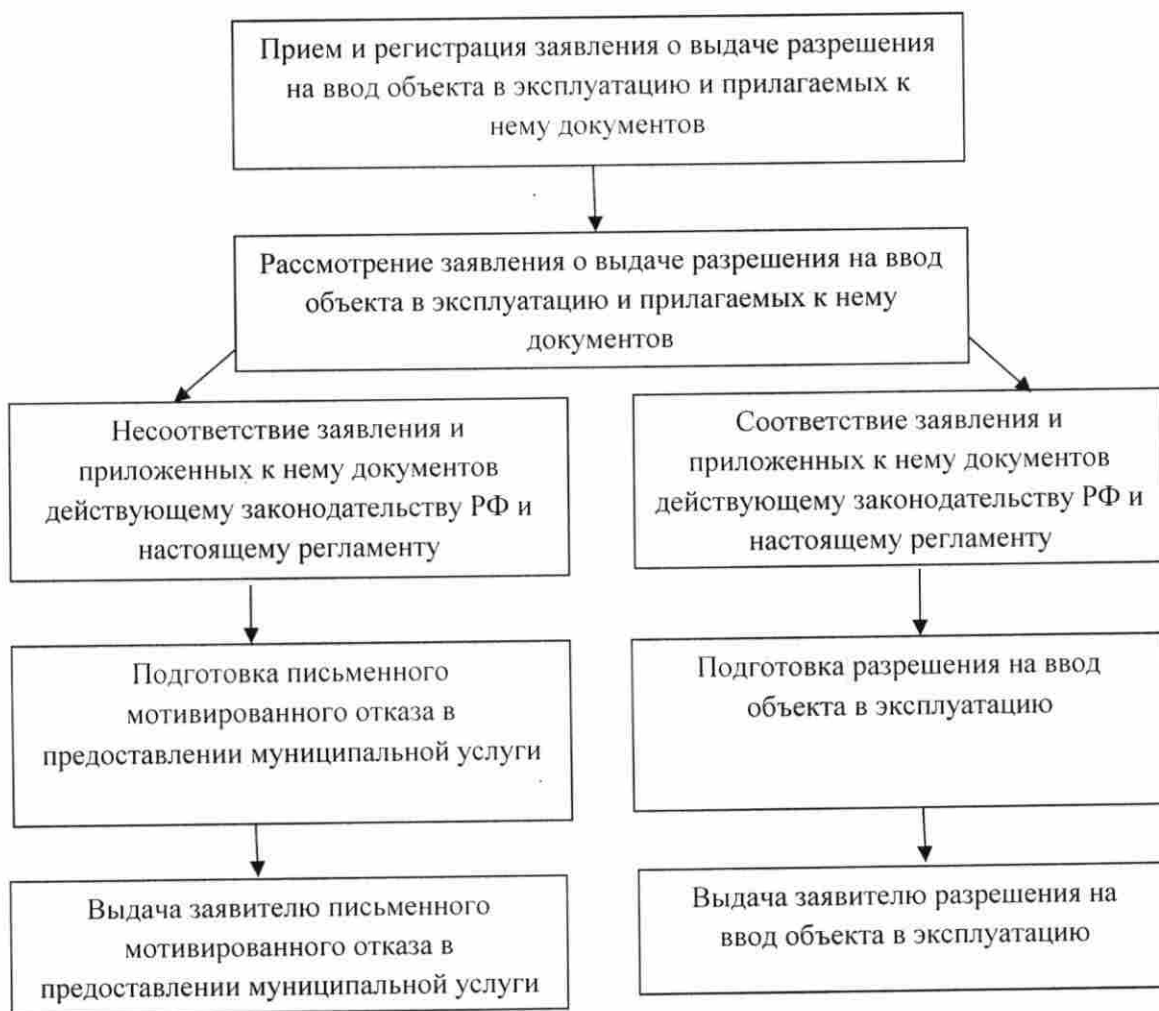 Прием и регистрация заявления о выдаче разрешения
на ввод объекта в эксплуатацию и прилагаемых к
нему документов
Рассмотрение заявления о выдаче разрешения на ввод
объекта в эксплуатацию и прилагаемых к нему
документов
Несоответствие заявления и
приложенных к нему документов
действующему законодательству РФ и
настоящему регламенту
Соответствие заявления и
приложенных к нему документов
действующему законодательству РФ и
настоящему регламенту
Подготовка письменного
мотивированного отказа в
предоставлении муниципальной услуги
Подготовка разрешения на ввод
объекта в эксплуатацию
Выдача заявителю письменного
мотивированного отказа в
предоставлении муниципальной услуги
Выдача заявителю разрешения на
ввод объекта в эксплуатацию